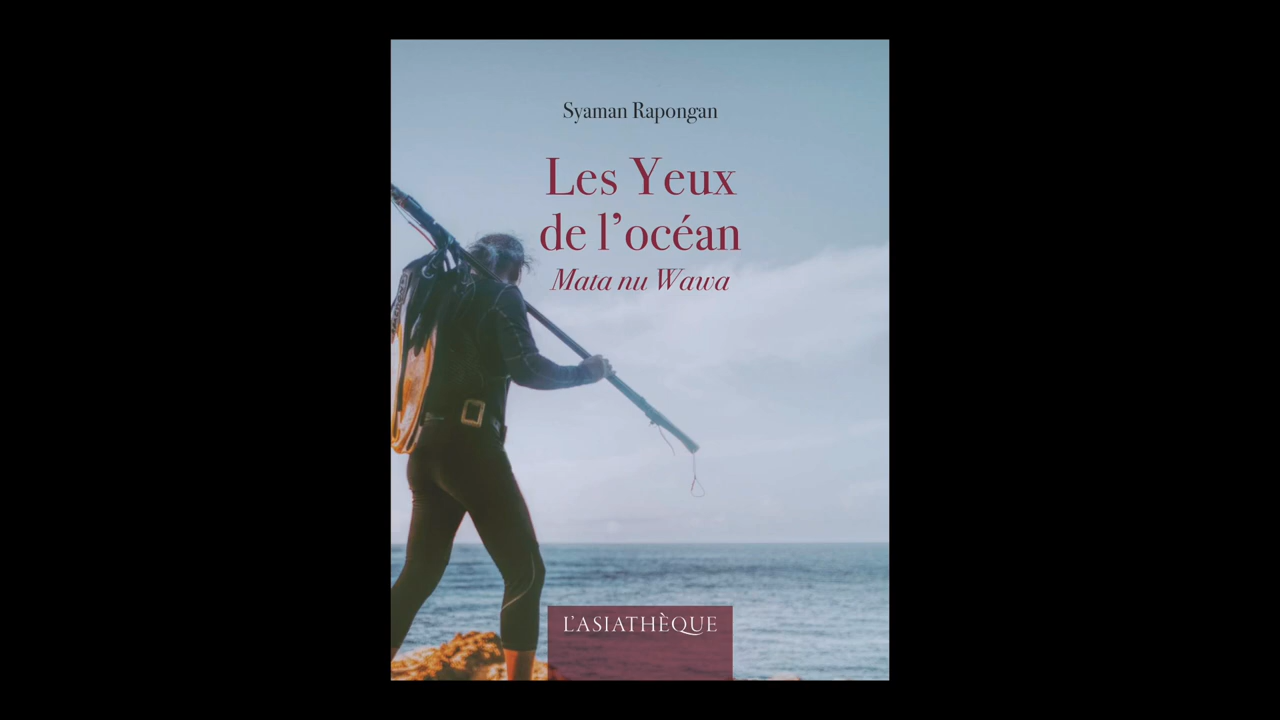 Syaman Rapongan
Les Yeux
de l’océan
Mata nu Wawa
L’ASIATHÈQUE